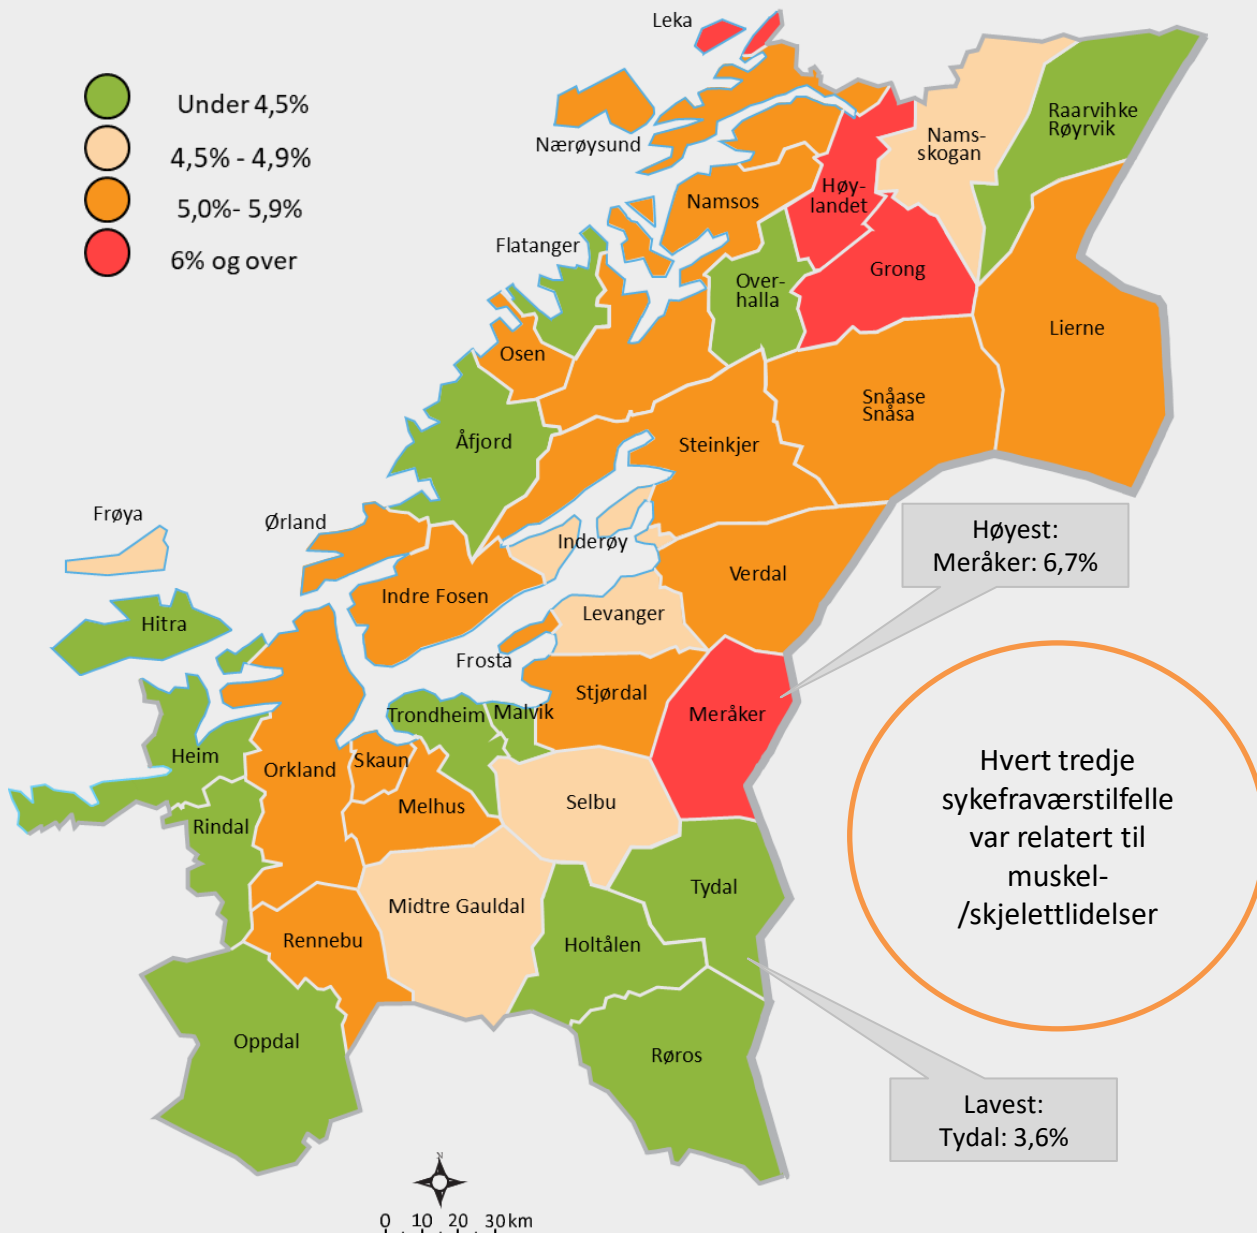 Leka
Under 4,5%
4,5% - 4,9%
5,0%- 5,9%
6% og over
Nærøysund
Raarvihke
Røyrvik
Nams-
skogan
Høy-
landet
Namsos
Flatanger
Grong
Over-
halla
Lierne
Osen
Snåase
Snåsa
Åfjord
Steinkjer
Frøya
Ørland
Inderøy
Høyest:
Meråker: 6,7%
Verdal
Indre Fosen
Levanger
Hitra
Frosta
Stjørdal
Trondheim
Malvik
Meråker
Heim
Orkland
Skaun
Melhus
Selbu
Rindal
Hvert tredje
sykefraværstilfelle
var relatert til
muskel-
/skjelettlidelser
Tydal
Midtre Gauldal
Rennebu
Holtålen
Oppdal
Røros
Lavest:
Tydal: 3,6%
N
0 10 20 30km